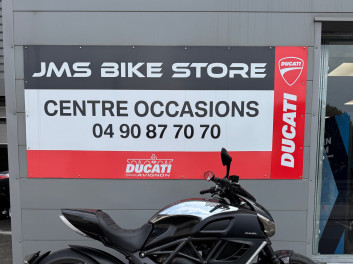 JMS BIKE STORE
DUCATI
CENTRE OCCASIONS
04 90 87 70 70
DUCATI
DUCATI
AVIGNON